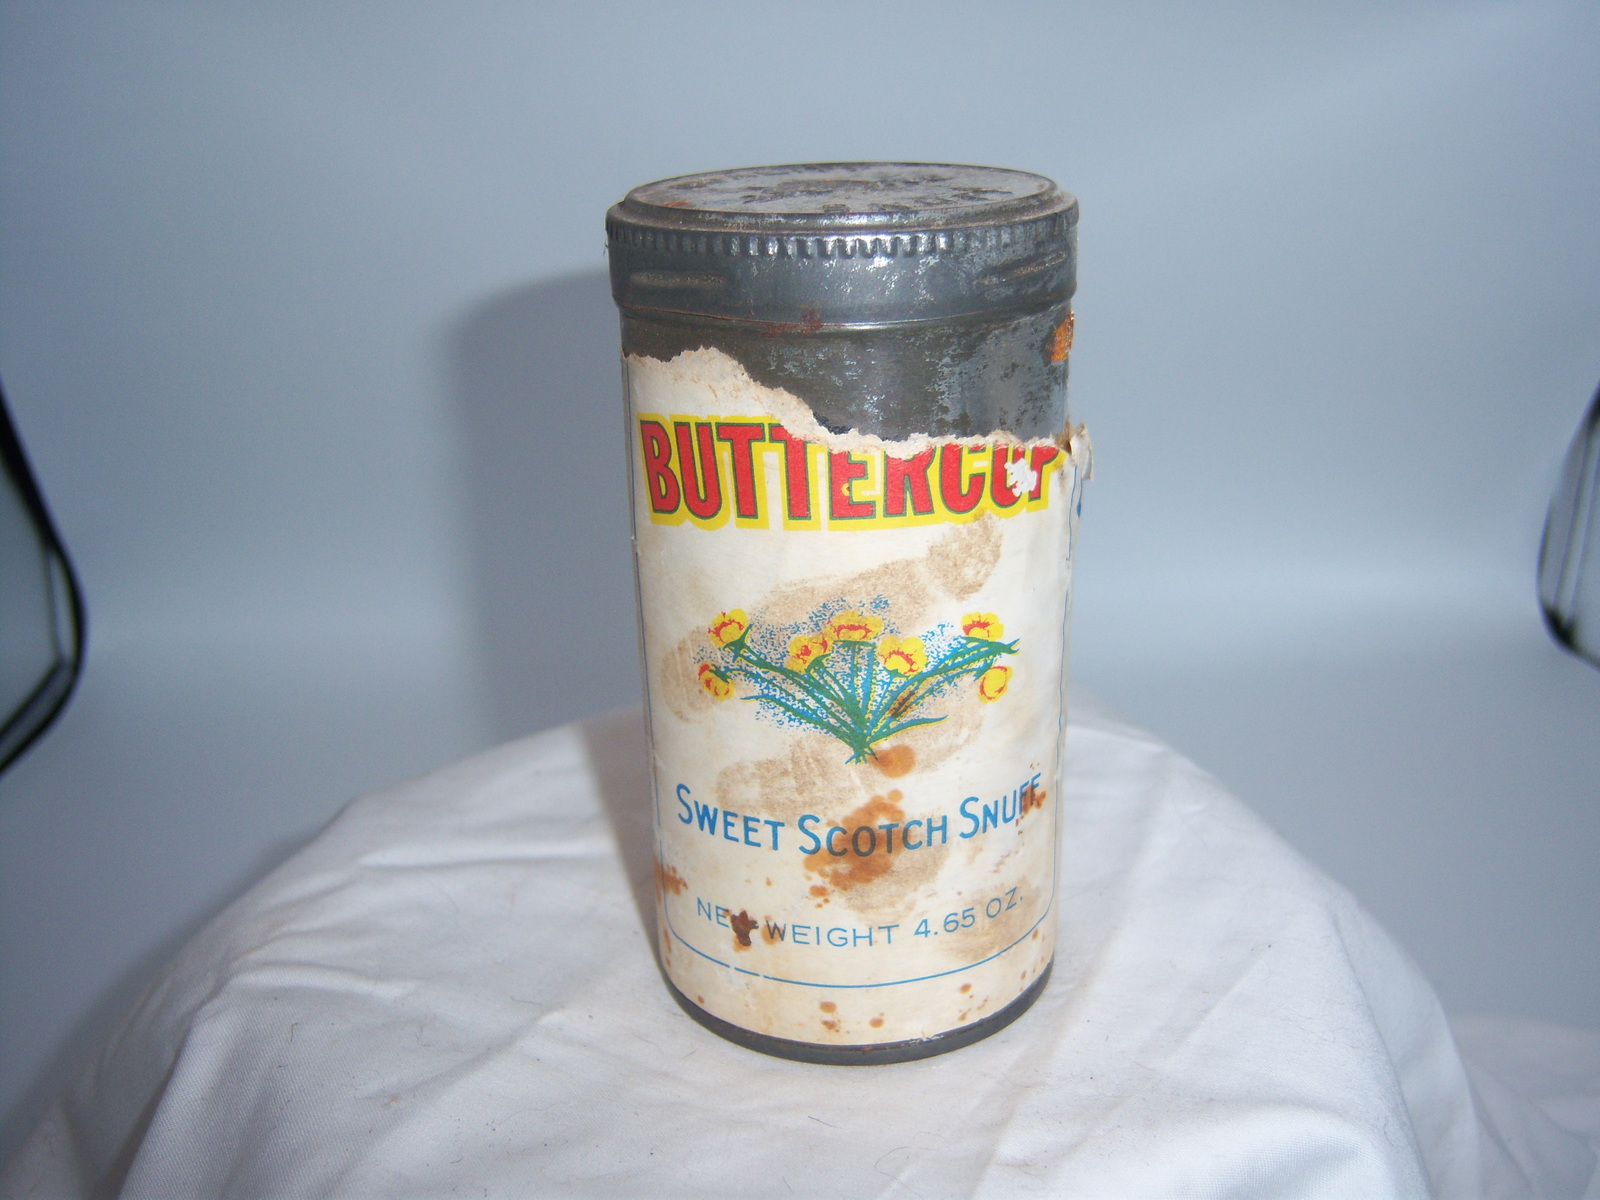 BUTTERCUP
SWEET SCOTCH SNUFF
NET WEIGHT 4.65 OZ.